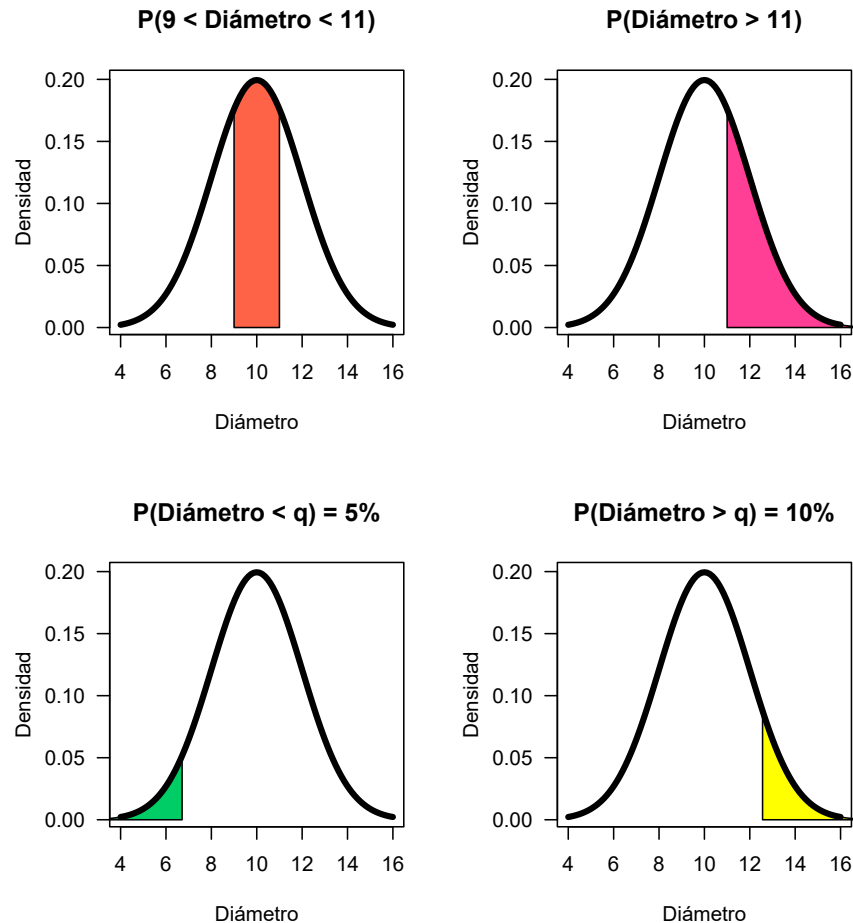 P(9 < Diámetro < 11)
0.20
0.15
0.10
0.05
0.00
Densidad
4 6 8 10 12 14 16
Diámetro
P(Diámetro > 11)
0.20
0.15
0.10
0.05
0.00
Densidad
4 6 8 10 12 14 16
Diámetro
P(Diámetro < q) = 5%
0.20
0.15
0.10
0.05
0.00
Densidad
4 6 8 10 12 14 16
Diámetro
P(Diámetro > q) = 10%
0.20
0.15
0.10
0.05
0.00
Densidad
4 6 8 10 12 14 16
Diámetro